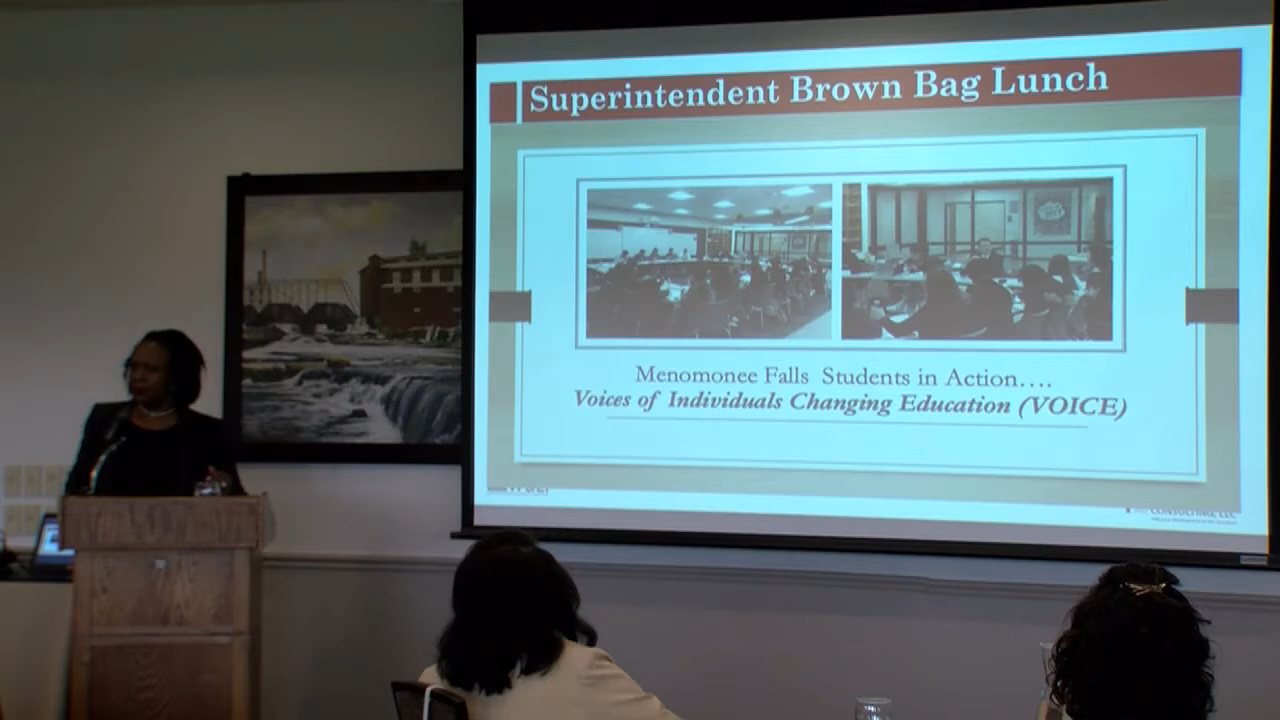 Superintendent Brown Bag Lunch
Menomonee Falls Students in Action....
Voices of Individuals Changing Education (VOICE)
CONSULTING, LLC